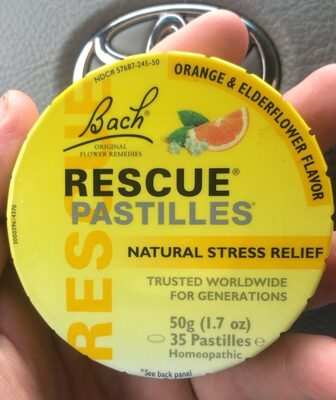 NDC# 57687-245-50
ORANGE & ELDERFLOWER FLAVOR
Bach®
ORIGINAL
FLOWER REMEDIES
RESCUE
RESCUE®
PASTILLES®
NATURAL STRESS RELIEF
TRUSTED WORLDWIDE
FOR GENERATIONS
50g (1.7 oz)
35 Pastilles ℮
Homeopathic
*See back panel